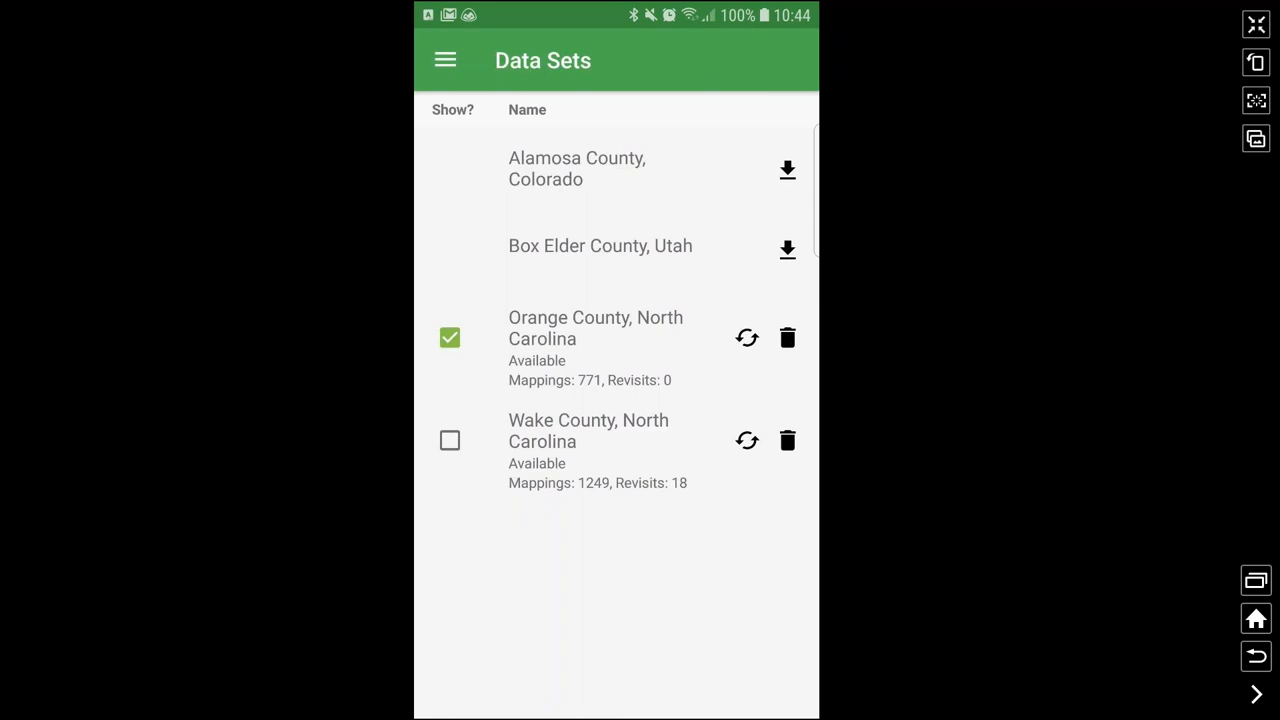 100% 10:44
Data Sets
Show? Name
Alamosa County,
Colorado
Box Elder County, Utah
Orange County, North
Carolina
Available
Mappings: 771, Revisits: 0
Wake County, North
Carolina
Available
Mappings: 1249, Revisits: 18